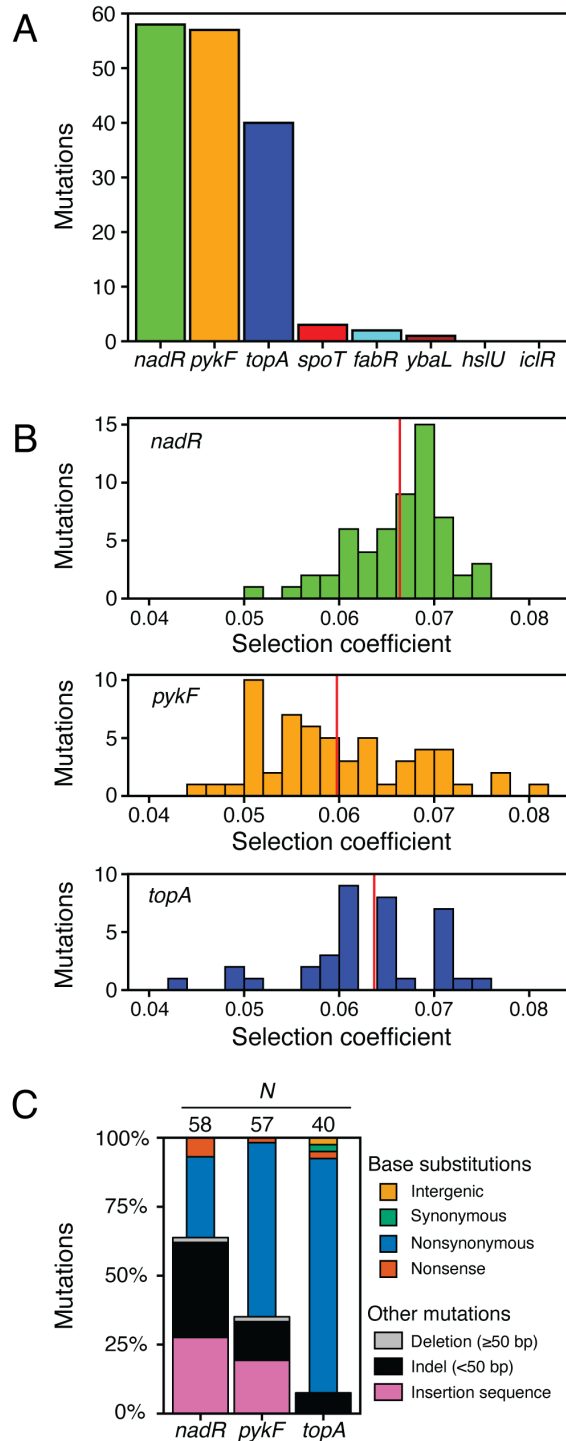 A
60
50
40
30
20
10
0
Mutations
nadR pykF topA spoT fabR ybaL hslU iclR
B
nadR
15
10
5
0
Mutations
0.04 0.05 0.06 0.07 0.08
Selection coefficient
pykF
10
5
0
Mutations
0.04 0.05 0.06 0.07 0.08
Selection coefficient
topA
10
5
0
Mutations
0.04 0.05 0.06 0.07 0.08
Selection coefficient
C
N
58 57 40
100%
75%
50%
25%
0%
Mutations
nadR pykF topA
Base substitutions
Intergenic
Synonymous
Nonsynonymous
Nonsense
Other mutations
Deletion (≥50 bp)
Indel (<50 bp)
Insertion sequence